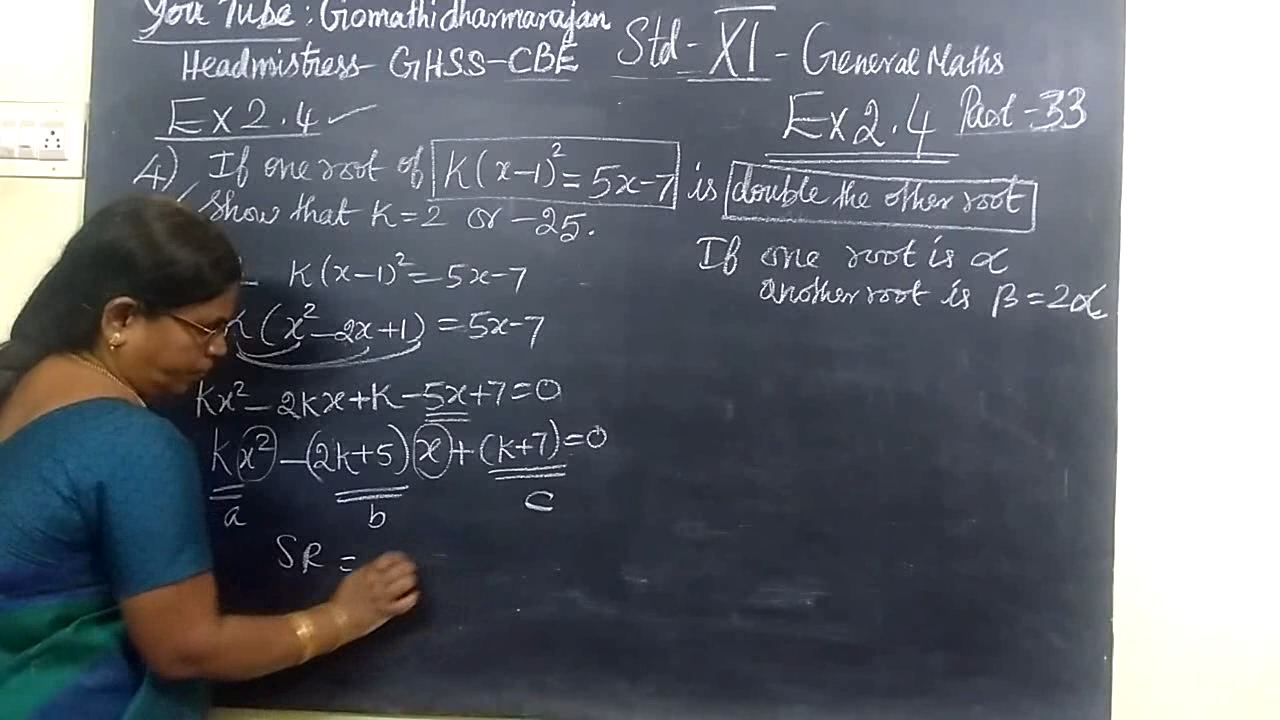 You Tube : Gomathidharmarajan
Headmistress - GHSS-CBE
Std - XI - General Maths
Ex 2.4
Ex 2.4 Part - 33
4) If one root of K(x-1)² = 5x-7 is double the other root
Show that K=2 or -25.
K(x-1)² = 5x-7
K(x²-2x+1) = 5x-7
Kx² - 2Kx + K - 5x + 7 = 0
K x² - (2K+5) x + (K+7) = 0
a b c
SR =
If one root is α
another root is β = 2α